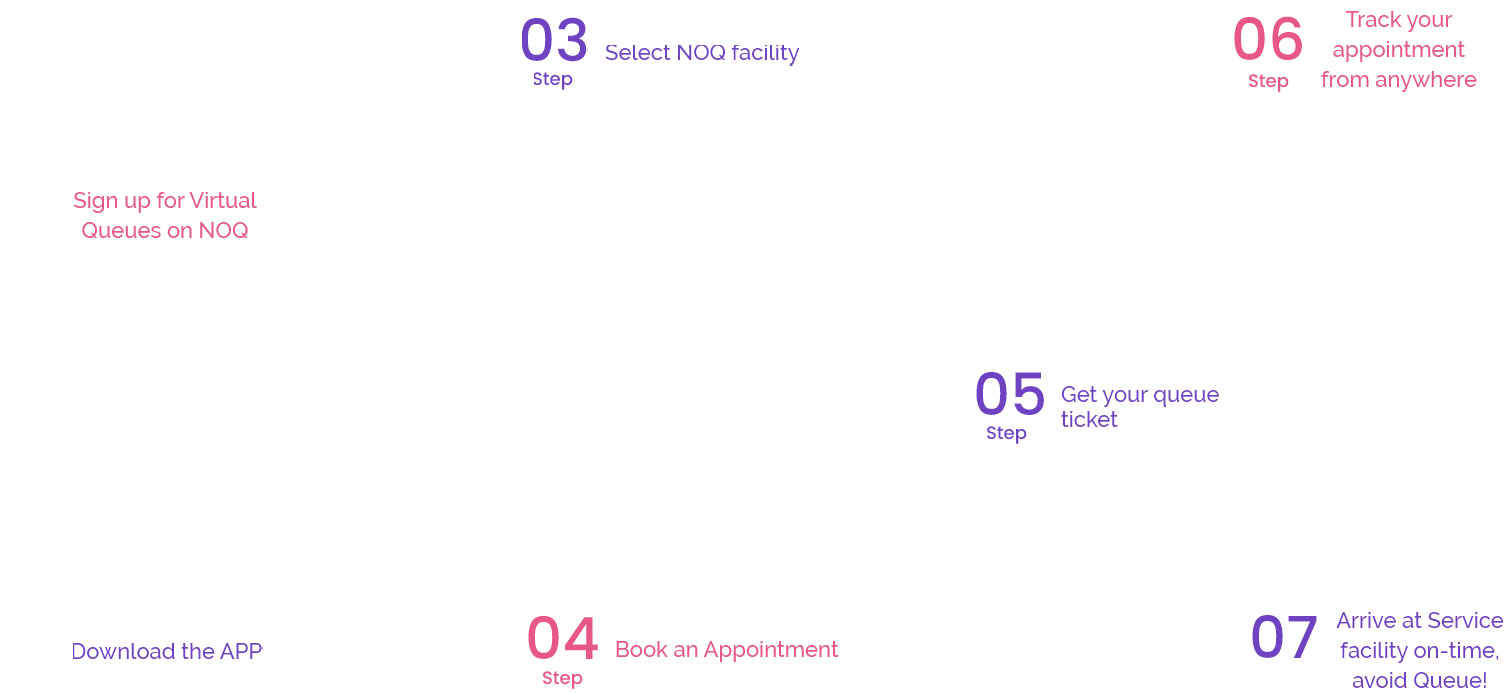 Sign up for Virtual
Queues on NOQ
Download the APP
03
Step
Select NOQ facility
04
Step
Book an Appointment
05
Step
Get your queue
ticket
06
Step
Track your
appointment
from anywhere
07
Arrive at Service
facility on-time,
avoid Queue!